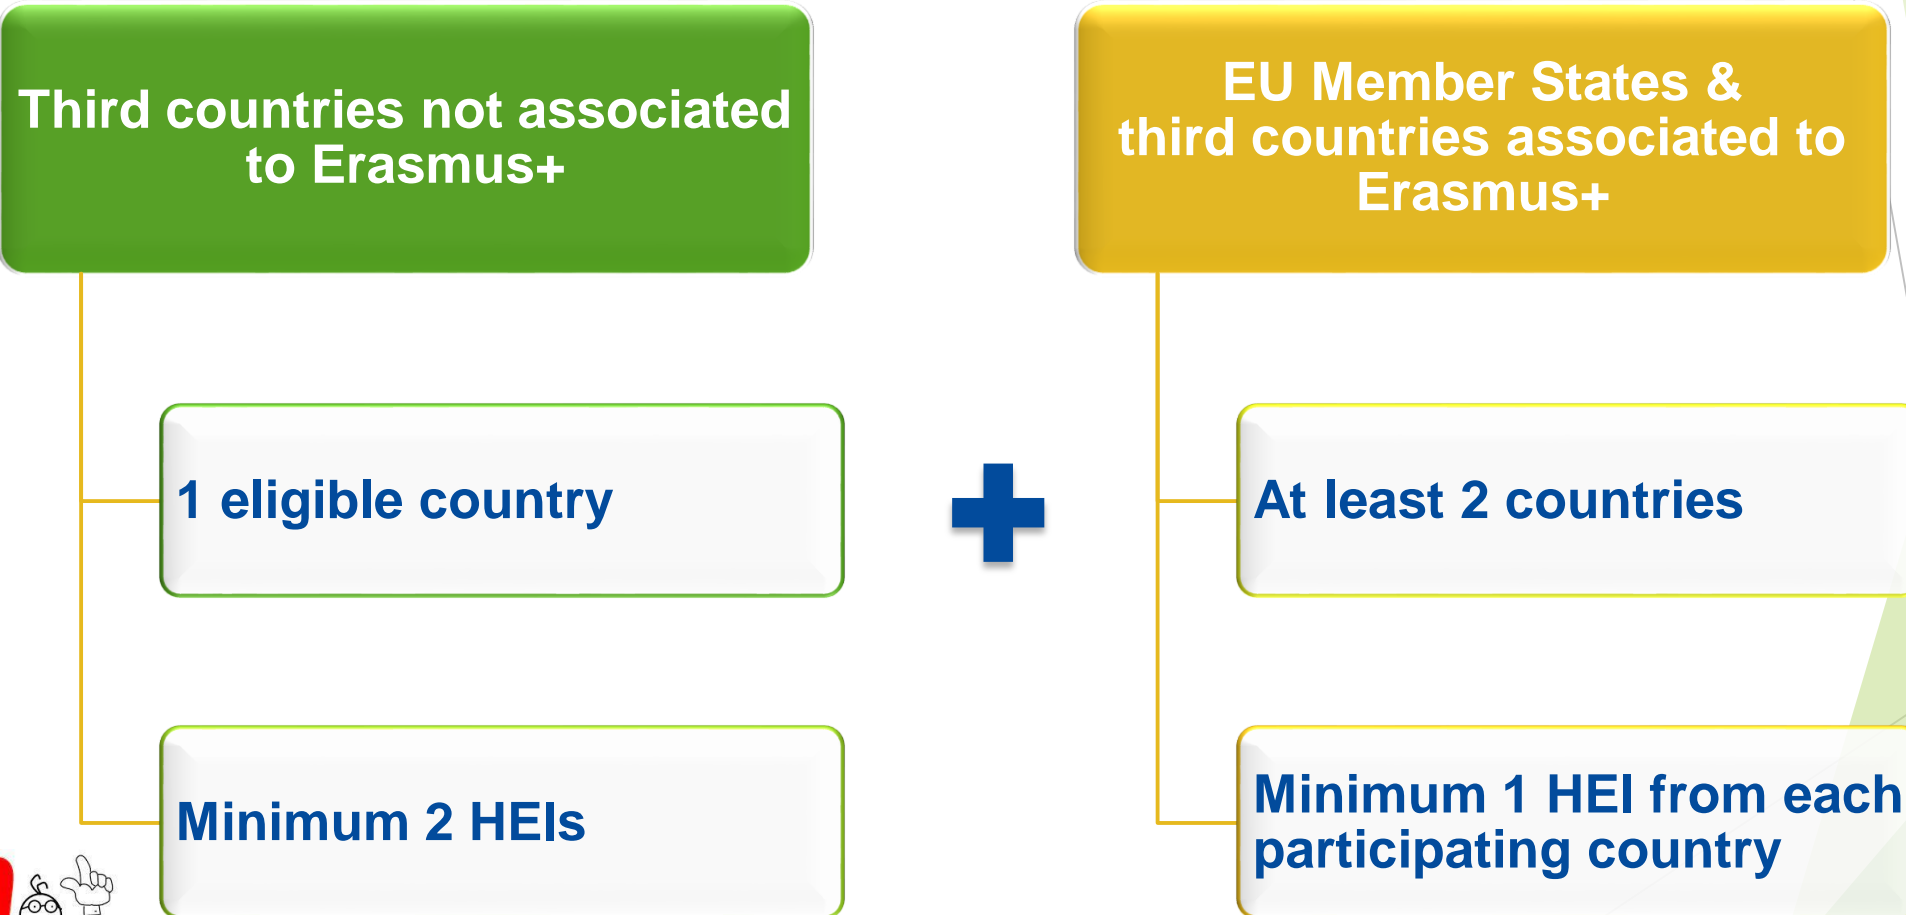 Third countries not associated
to Erasmus+
1 eligible country
Minimum 2 HEIs
EU Member States &
third countries associated to
Erasmus+
At least 2 countries
Minimum 1 HEI from each
participating country